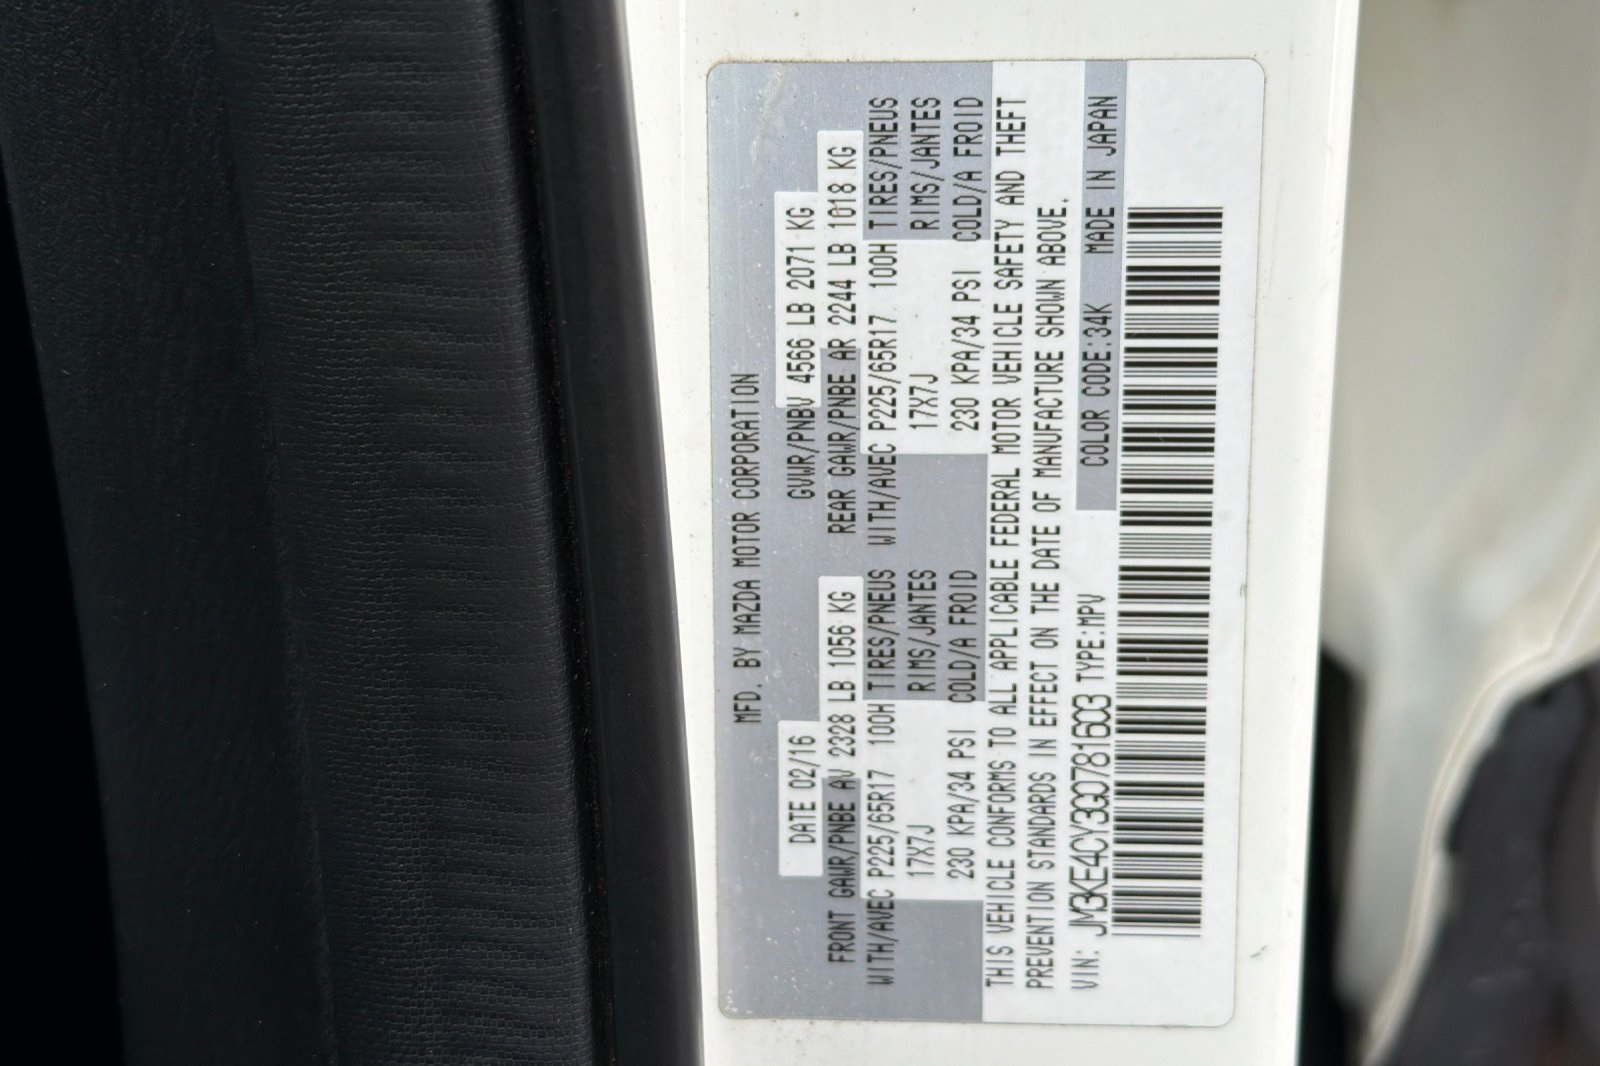 MFD. BY MAZDA MOTOR CORPORATION
DATE 02/16 GVWR/PNBV 4566 LB 2071 KG
FRONT GAWR/PNBE AV 2328 LB 1056 KG REAR GAWR/PNBE AR 2244 LB 1018 KG
WITH/AVEC P225/65R17 100H TIRES/PNEUS WITH/AVEC P225/65R17 100H TIRES/PNEUS
17X7J RIMS/JANTES 17X7J RIMS/JANTES
230 KPA/34 PSI COLD/A FROID 230 KPA/34 PSI COLD/A FROID
THIS VEHICLE CONFORMS TO ALL APPLICABLE FEDERAL MOTOR VEHICLE SAFETY AND THEFT
PREVENTION STANDARDS IN EFFECT ON THE DATE OF MANUFACTURE SHOWN ABOVE.
VIN: JM3KE4CY3G0781603 TYPE:MPV COLOR CODE:34K MADE IN JAPAN